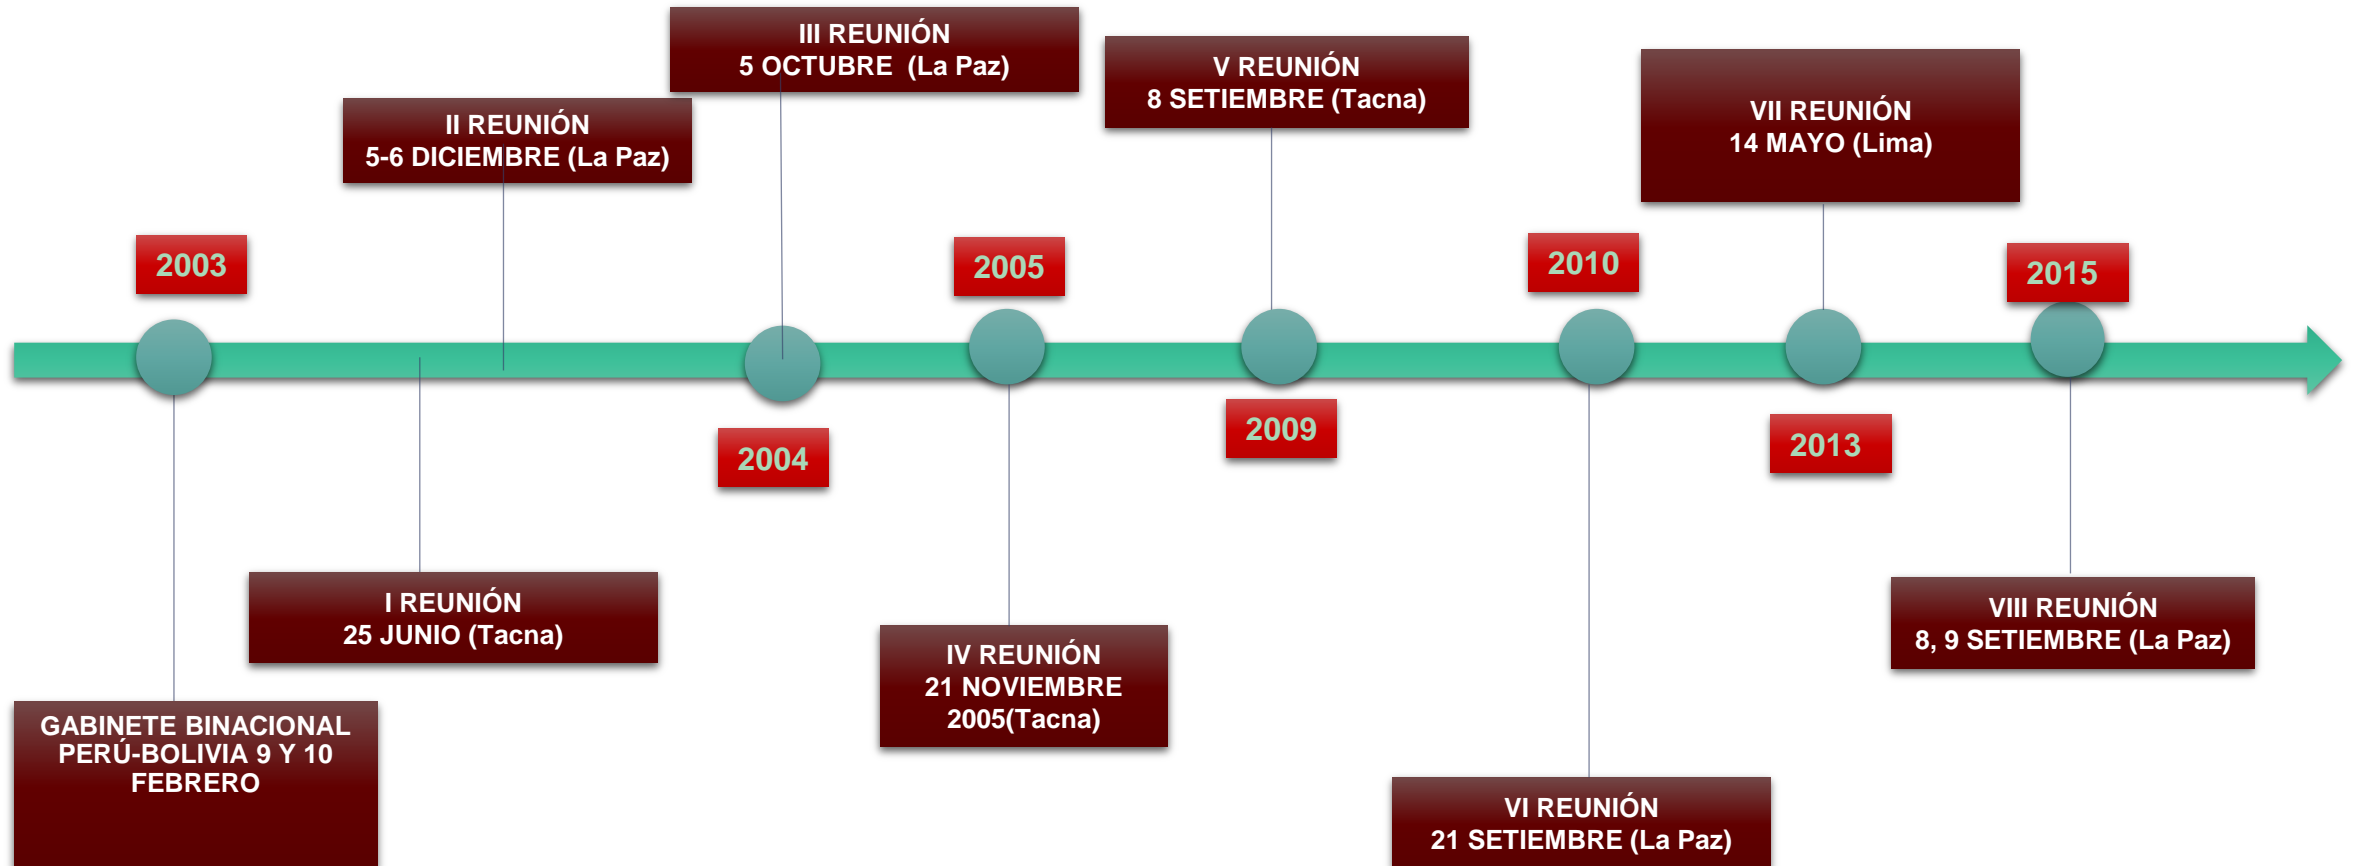 III REUNIÓN
5 OCTUBRE (La Paz)
V REUNIÓN
8 SETIEMBRE (Tacna)
VII REUNIÓN
14 MAYO (Lima)
II REUNIÓN
5-6 DICIEMBRE (La Paz)
2003
2005
2010
2015
2004
2009
2013
I REUNIÓN
25 JUNIO (Tacna)
IV REUNIÓN
21 NOVIEMBRE
2005(Tacna)
VIII REUNIÓN
8, 9 SETIEMBRE (La Paz)
GABINETE BINACIONAL
PERÚ-BOLIVIA 9 Y 10
FEBRERO
VI REUNIÓN
21 SETIEMBRE (La Paz)